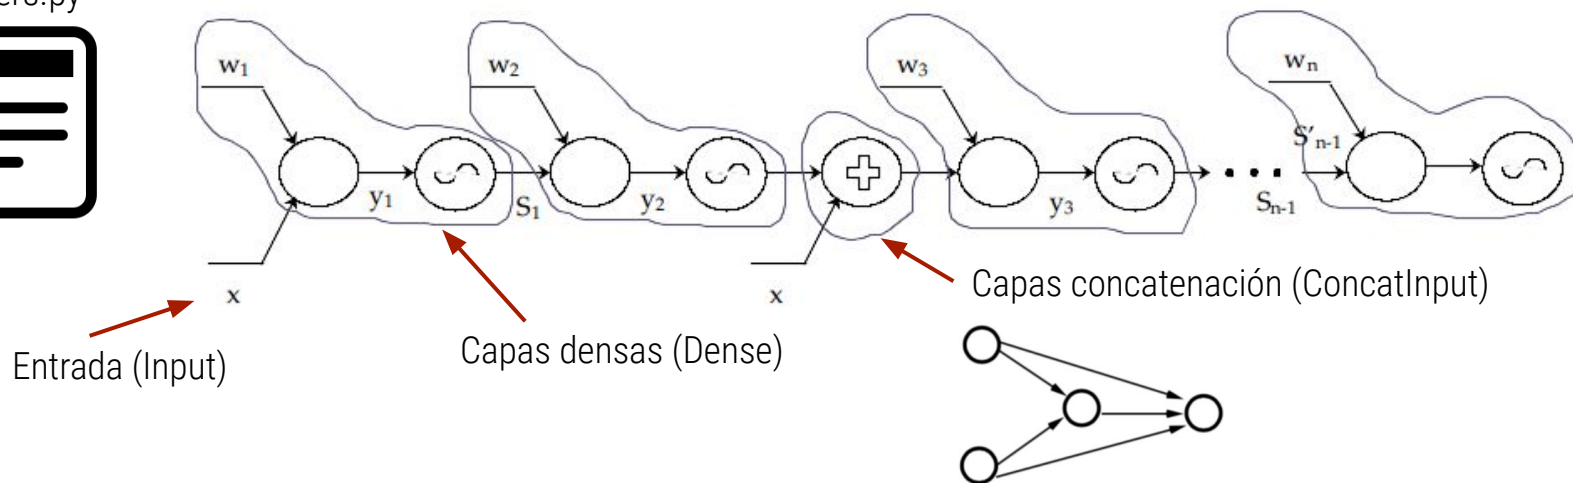 w1
w2
w3
wn
S'n-1
y1
S1
y2
y3
Sn-1
x
x
Capas concatenación (ConcatInput)
Entrada (Input)
Capas densas (Dense)